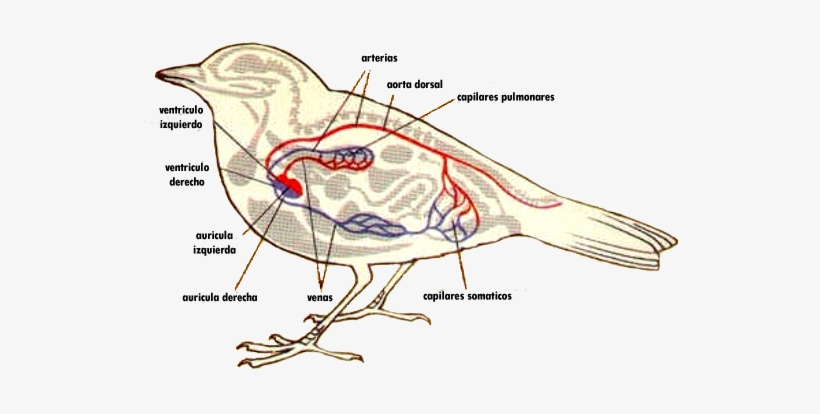 arterias
aorta dorsal
capilares pulmonares
ventriculo
izquierdo
ventriculo
derecho
auricula
izquierda
auricula derecha
venas
capilares somaticos